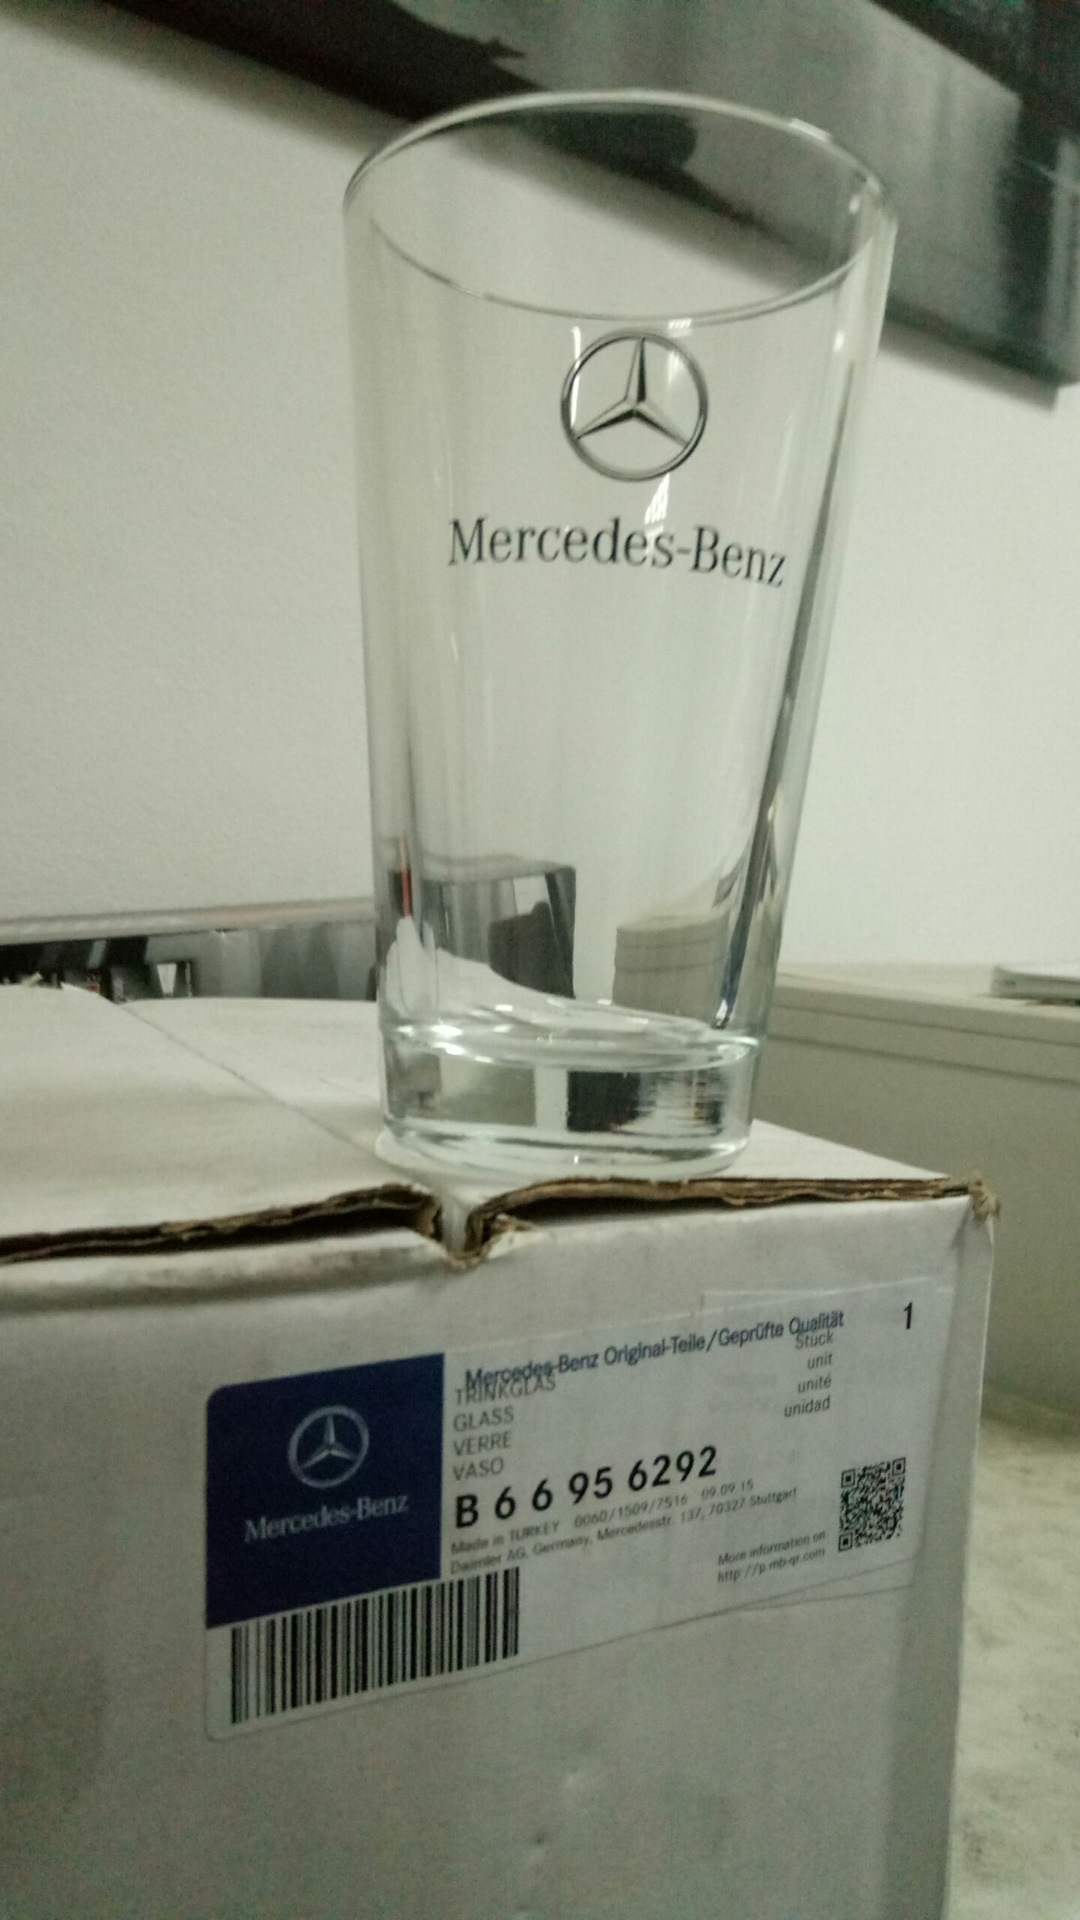 Mercedes-Benz
Mercedes-Benz Original-Teile/Geprüfte Qualität
1
TRINKGLAS
Stück
GLASS
unit
VERRE
unité
VASO
unidad
B 6 6 95 6292
Made in TURKEY 0060/1509/7516 09.09.15
Daimler AG, Germany, Mercedesstr. 137, 70327 Stuttgart
More information on
http://p.mb-qr.com
Mercedes-Benz